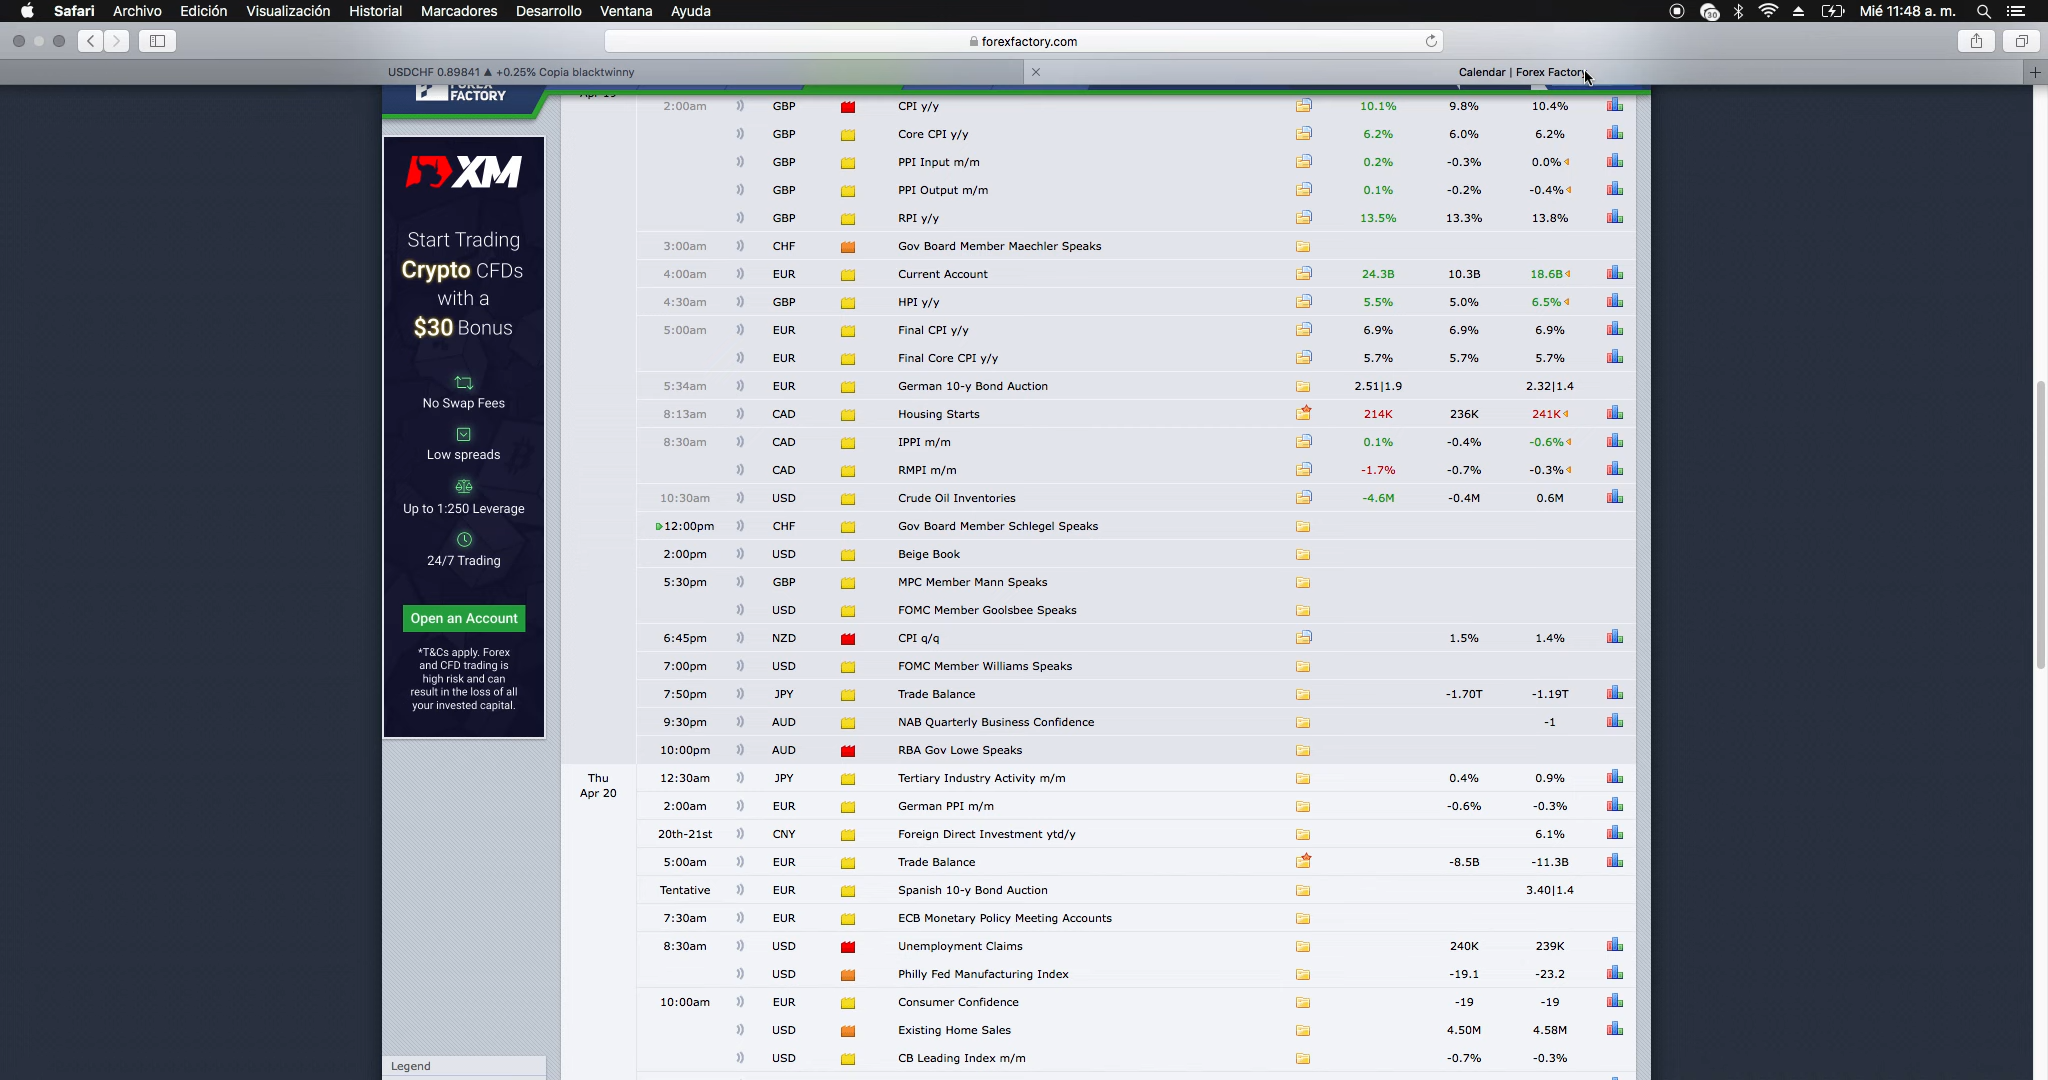 Safari Archivo Edición Visualización Historial Marcadores Desarrollo Ventana Ayuda 30 Mié 11:48 a. m.
forexfactory.com
USDCHF 0.89841 ▲ +0.25% Copia blacktwinny Calendar | Forex Factory
FACTORY
2:00am GBP CPI y/y 10.1% 9.8% 10.4%
GBP Core CPI y/y 6.2% 6.0% 6.2%
GBP PPI Input m/m 0.2% -0.3% 0.0%
GBP PPI Output m/m 0.1% -0.2% -0.4%
GBP RPI y/y 13.5% 13.3% 13.8%
3:00am CHF Gov Board Member Maechler Speaks
4:00am EUR Current Account 24.3B 10.3B 18.6B
4:30am GBP HPI y/y 5.5% 5.0% 6.5%
5:00am EUR Final CPI y/y 6.9% 6.9% 6.9%
EUR Final Core CPI y/y 5.7% 5.7% 5.7%
5:34am EUR German 10-y Bond Auction 2.51|1.9 2.32|1.4
8:13am CAD Housing Starts 214K 236K 241K
8:30am CAD IPPI m/m 0.1% -0.4% -0.6%
CAD RMPI m/m -1.7% -0.7% -0.3%
10:30am USD Crude Oil Inventories -4.6M -0.4M 0.6M
12:00pm CHF Gov Board Member Schlegel Speaks
2:00pm USD Beige Book
5:30pm GBP MPC Member Mann Speaks
USD FOMC Member Goolsbee Speaks
6:45pm NZD CPI q/q 1.5% 1.4%
7:00pm USD FOMC Member Williams Speaks
7:50pm JPY Trade Balance -1.70T -1.19T
9:30pm AUD NAB Quarterly Business Confidence -1
10:00pm AUD RBA Gov Lowe Speaks
Thu
Apr 20
12:30am JPY Tertiary Industry Activity m/m 0.4% 0.9%
2:00am EUR German PPI m/m -0.6% -0.3%
20th-21st CNY Foreign Direct Investment ytd/y 6.1%
5:00am EUR Trade Balance -8.5B -11.3B
Tentative EUR Spanish 10-y Bond Auction 3.40|1.4
7:30am EUR ECB Monetary Policy Meeting Accounts
8:30am USD Unemployment Claims 240K 239K
USD Philly Fed Manufacturing Index -19.1 -23.2
10:00am EUR Consumer Confidence -19 -19
USD Existing Home Sales 4.50M 4.58M
USD CB Leading Index m/m -0.7% -0.3%
XM
Start Trading
Crypto CFDs
with a
$30 Bonus
No Swap Fees
Low spreads
Up to 1:250 Leverage
24/7 Trading
Open an Account
*T&Cs apply. Forex
and CFD trading is
high risk and can
result in the loss of all
your invested capital.
Legend